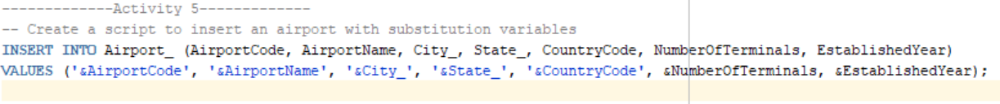 -------------Activity 5-------------
-- Create a script to insert an airport with substitution variables
INSERT INTO Airport_ (AirportCode, AirportName, City_, State_, CountryCode, NumberOfTerminals, EstablishedYear)
VALUES ('&AirportCode', '&AirportName', '&City_', '&State_', '&CountryCode', &NumberOfTerminals, &EstablishedYear);